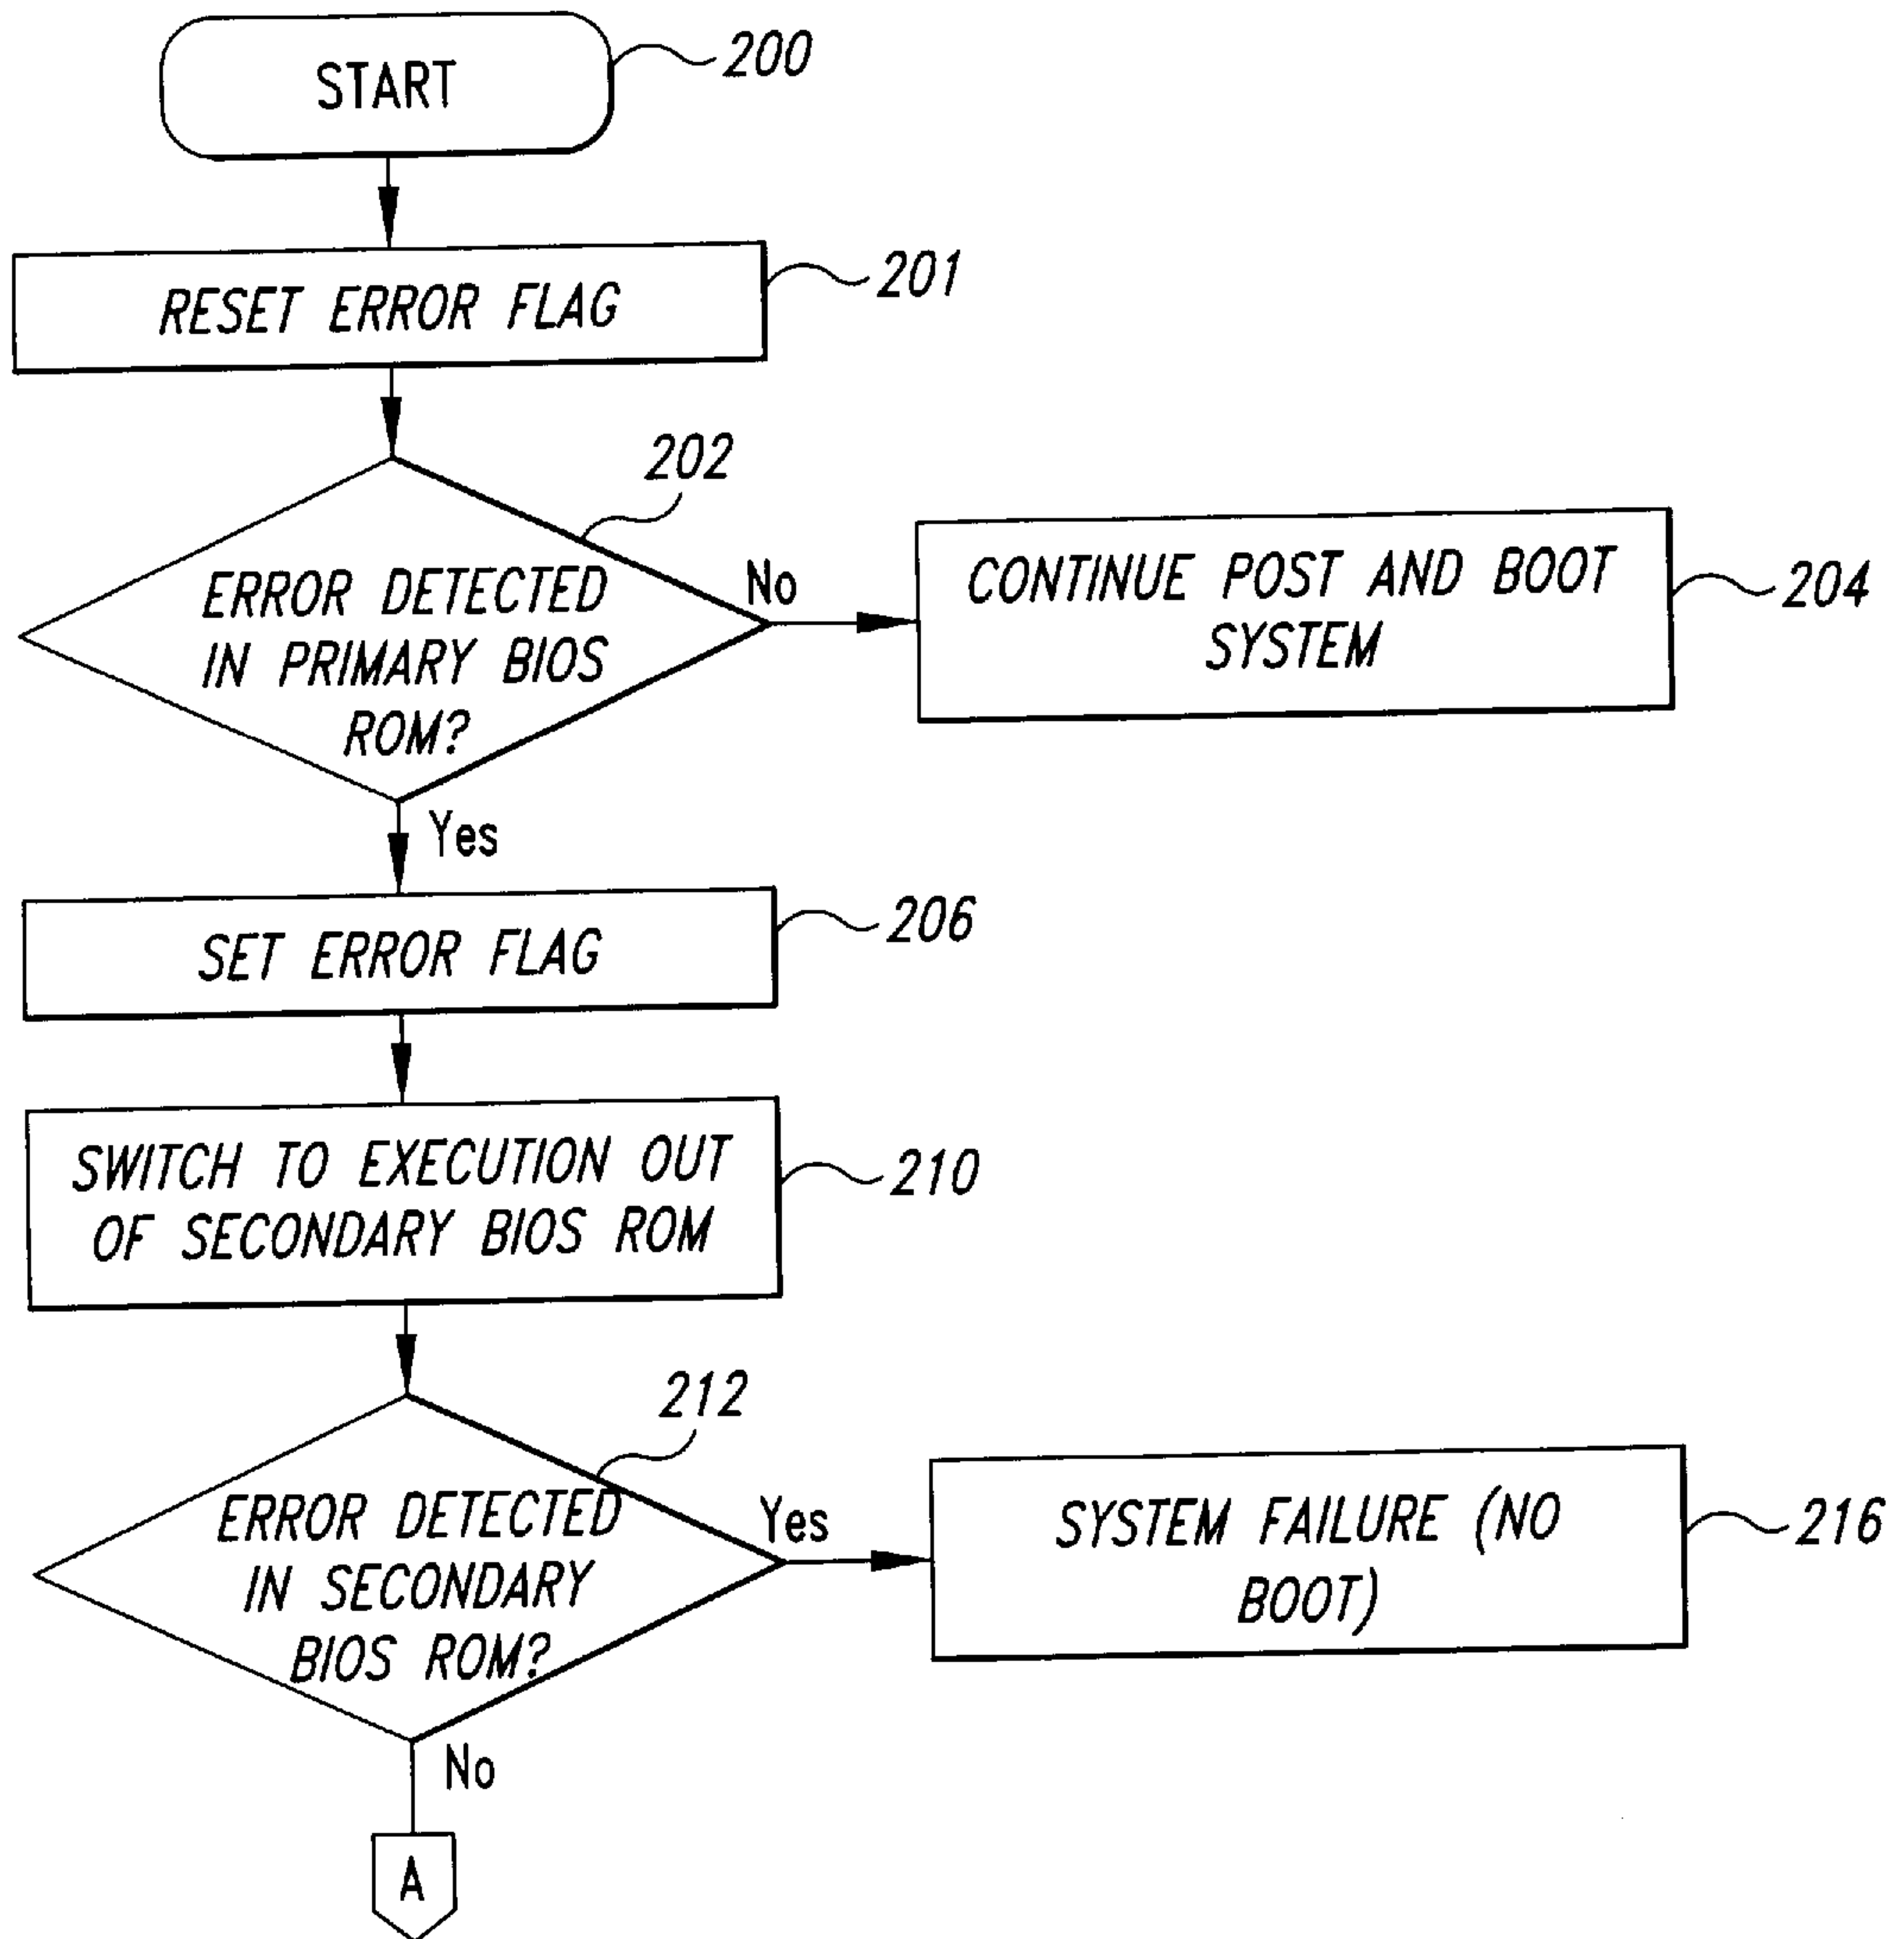 START
200
RESET ERROR FLAG
201
202
ERROR DETECTED
IN PRIMARY BIOS
ROM?
No
CONTINUE POST AND BOOT
SYSTEM
204
Yes
SET ERROR FLAG
206
SWITCH TO EXECUTION OUT
OF SECONDARY BIOS ROM
210
212
ERROR DETECTED
IN SECONDARY
BIOS ROM?
Yes
SYSTEM FAILURE (NO
BOOT)
216
No
A